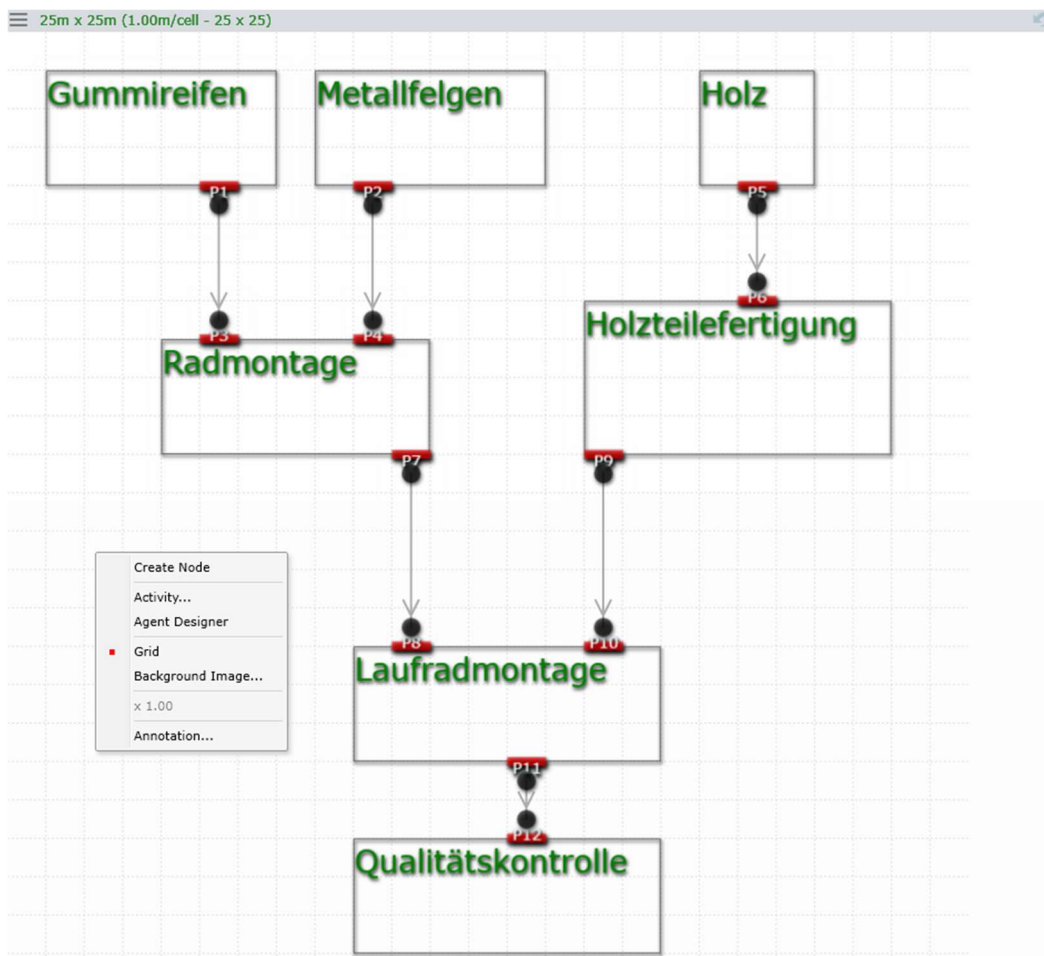 25m x 25m (1.00m/cell - 25 x 25)
Gummireifen
Metallfelgen
Holz
P1
P2
P5
P6
P3
P4
Holzteilefertigung
Radmontage
P7
P9
Create Node
Activity...
Agent Designer
Grid
Background Image...
x 1.00
Annotation...
P8
P10
Laufradmontage
P11
P12
Qualitätskontrolle